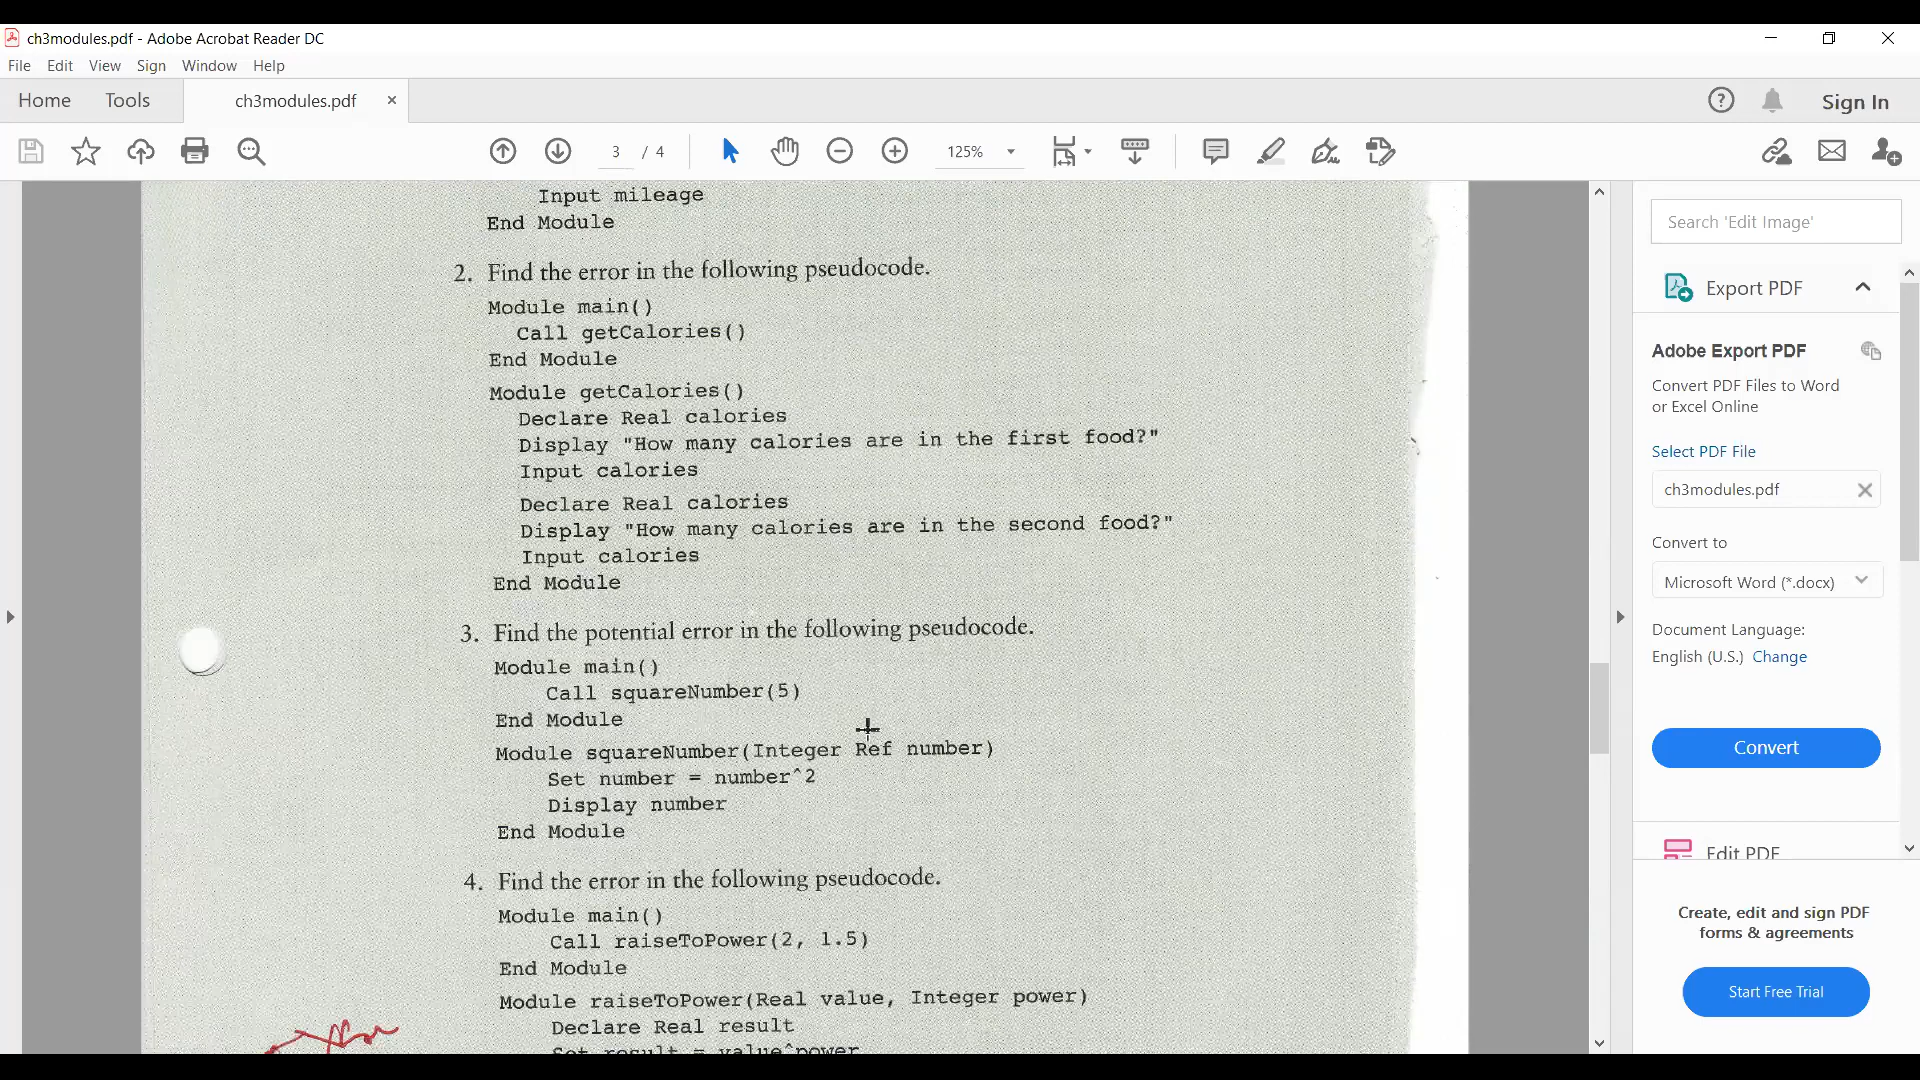 ch3modules.pdf - Adobe Acrobat Reader DC
File Edit View Sign Window Help
Home Tools ch3modules.pdf × Sign In
3 / 4 125%
Input mileage
End Module
2. Find the error in the following pseudocode.
Module main()
Call getCalories()
End Module
Module getCalories()
Declare Real calories
Display "How many calories are in the first food?"
Input calories
Declare Real calories
Display "How many calories are in the second food?"
Input calories
End Module
3. Find the potential error in the following pseudocode.
Module main()
Call squareNumber(5)
End Module
Module squareNumber(Integer Ref number)
Set number = number^2
Display number
End Module
4. Find the error in the following pseudocode.
Module main()
Call raiseToPower(2, 1.5)
End Module
Module raiseToPower(Real value, Integer power)
Declare Real result
Set result = value^power
Search 'Edit Image'
Export PDF
Adobe Export PDF
Convert PDF Files to Word
or Excel Online
Select PDF File
ch3modules.pdf
Convert to
Microsoft Word (*.docx)
Document Language:
English (U.S.) Change
Convert
Edit PDF
Create, edit and sign PDF
forms & agreements
Start Free Trial